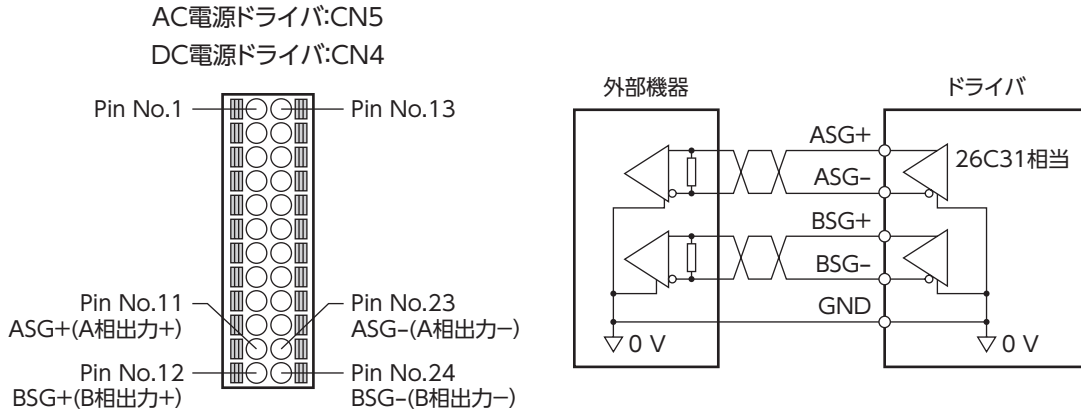 AC電源ドライバ:CN5
DC電源ドライバ:CN4
Pin No.1
Pin No.13
Pin No.11
ASG+(A相出力+)
Pin No.23
ASG−(A相出力−)
Pin No.12
BSG+(B相出力+)
Pin No.24
BSG−(B相出力−)
外部機器
ドライバ
ASG+
ASG−
26C31相当
BSG+
BSG−
GND
0 V
0 V